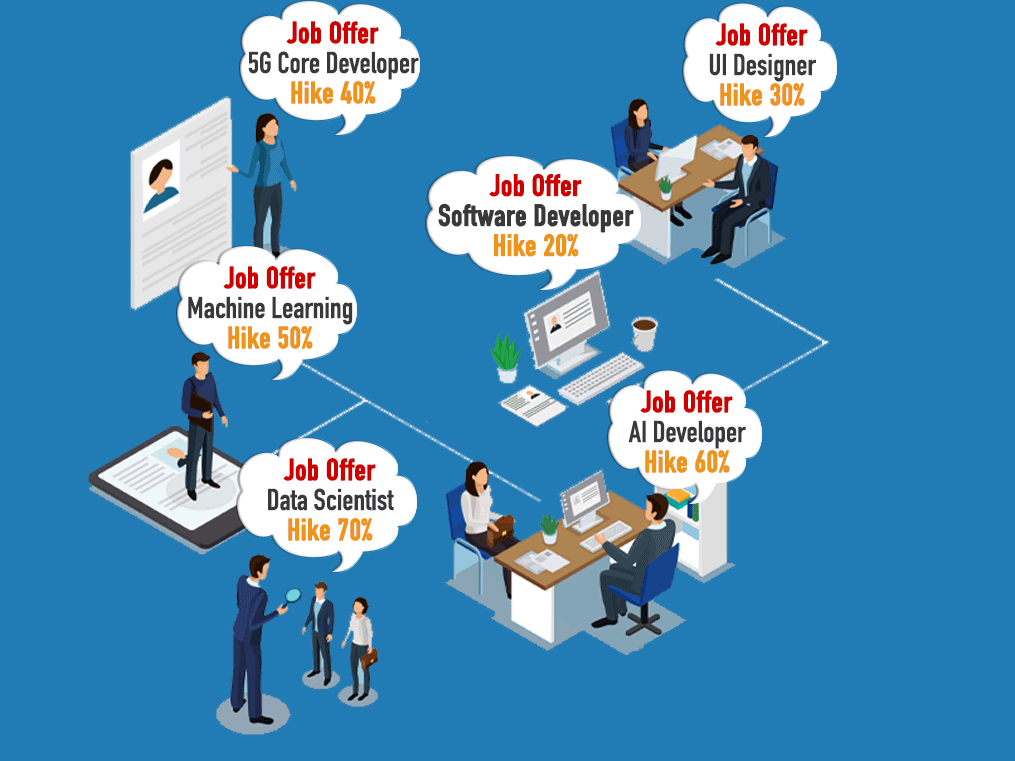 Job Offer
5G Core Developer
Hike 40%
Job Offer
UI Designer
Hike 30%
Job Offer
Software Developer
Hike 20%
Job Offer
Machine Learning
Hike 50%
Job Offer
AI Developer
Hike 60%
Job Offer
Data Scientist
Hike 70%